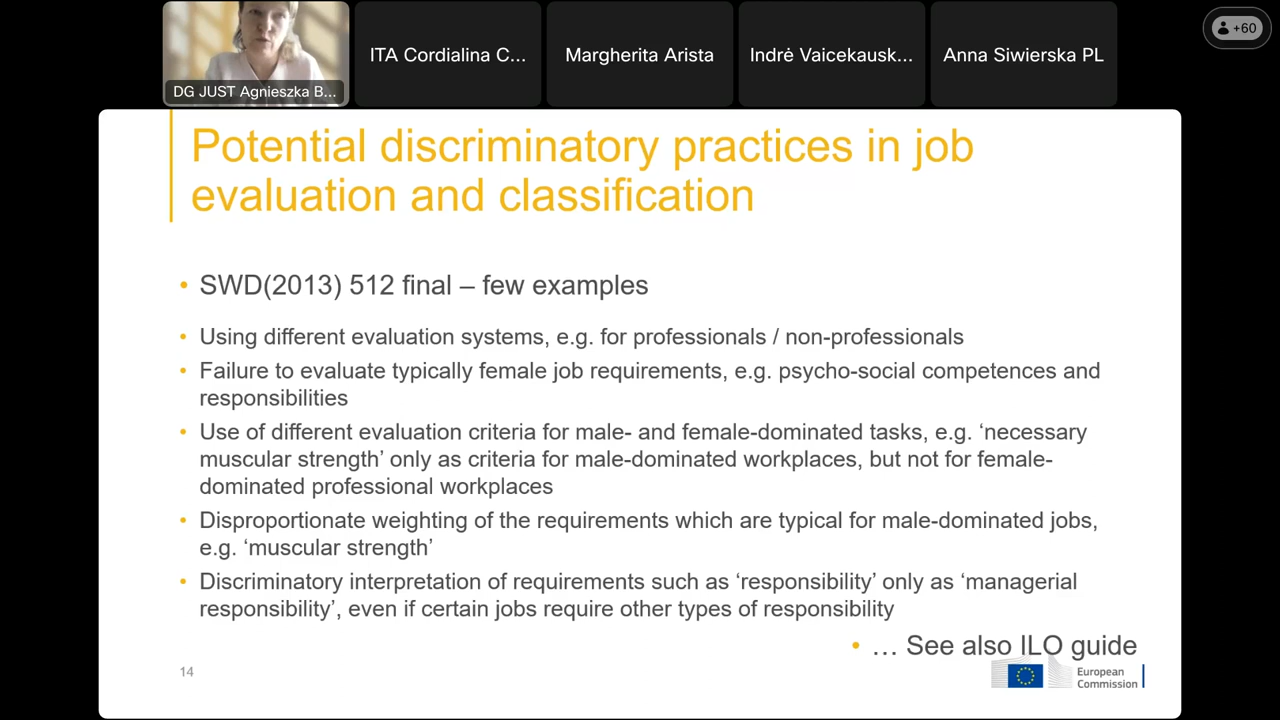 DG JUST Agnieszka B...
ITA Cordialina C...
Margherita Arista
Indrė Vaicekausk...
Anna Siwierska PL
+60
Potential discriminatory practices in job
evaluation and classification
• SWD(2013) 512 final – few examples
• Using different evaluation systems, e.g. for professionals / non-professionals
• Failure to evaluate typically female job requirements, e.g. psycho-social competences and
responsibilities
• Use of different evaluation criteria for male- and female-dominated tasks, e.g. ‘necessary
muscular strength’ only as criteria for male-dominated workplaces, but not for female-
dominated professional workplaces
• Disproportionate weighting of the requirements which are typical for male-dominated jobs,
e.g. ‘muscular strength’
• Discriminatory interpretation of requirements such as ‘responsibility’ only as ‘managerial
responsibility’, even if certain jobs require other types of responsibility
• … See also ILO guide
14
European
Commission